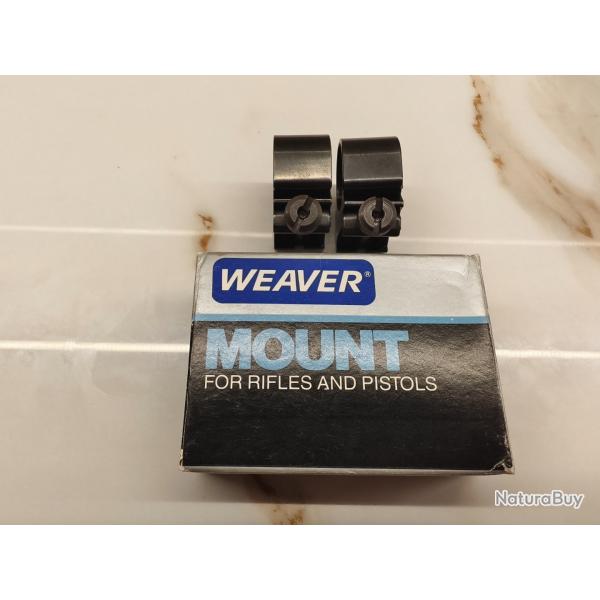 WEAVER®
MOUNT
FOR RIFLES AND PISTOLS
NaturaBuy